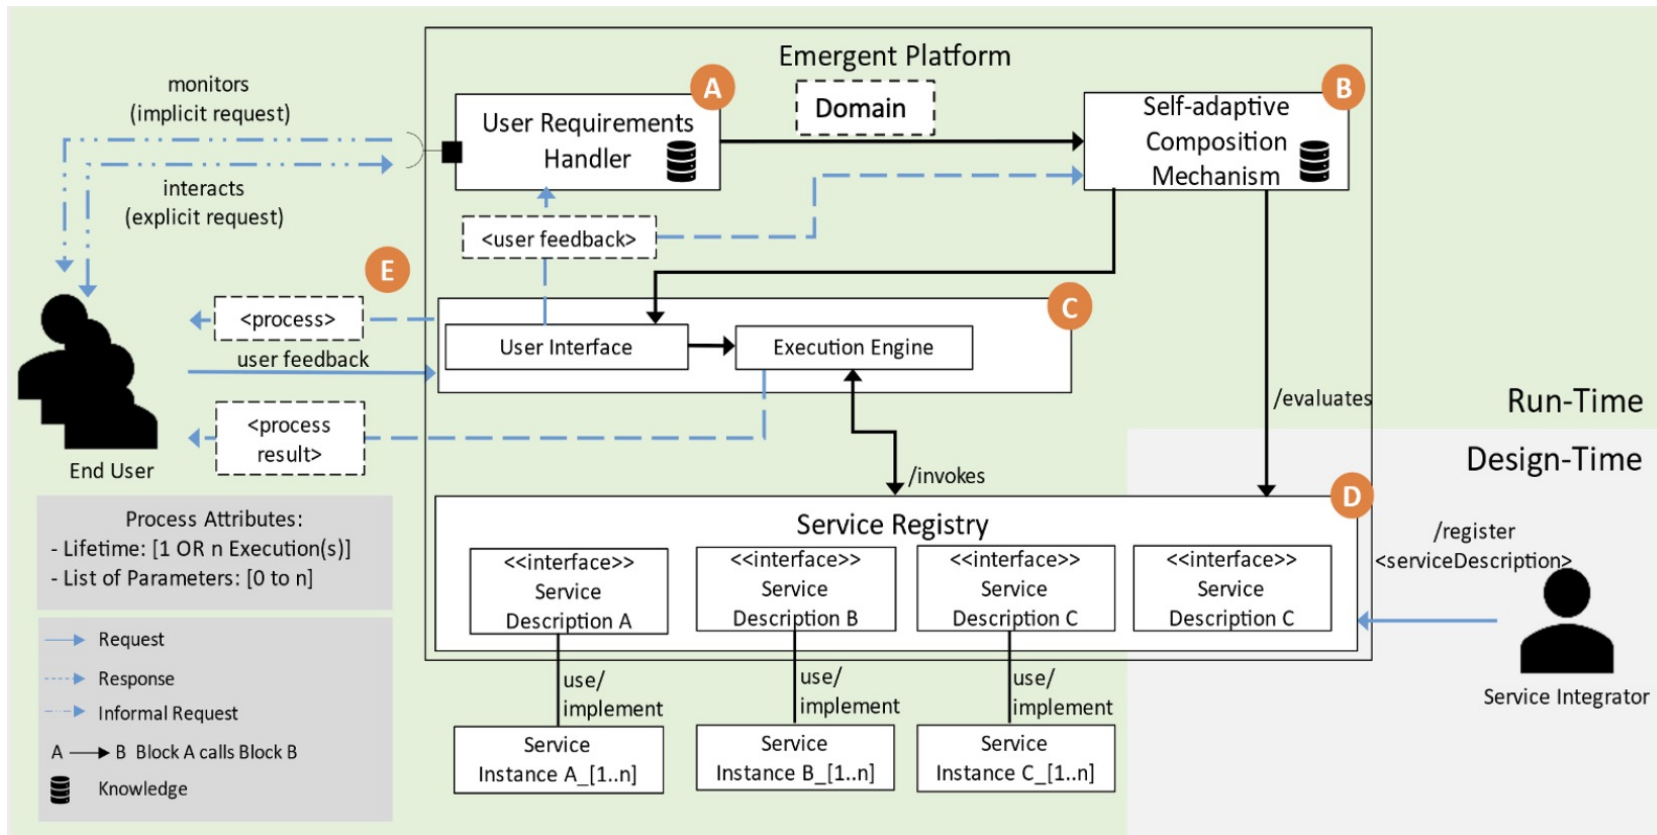 Emergent Platform
monitors
(implicit request)
A
B
User Requirements
Handler
Domain
Self-adaptive
Composition
Mechanism
interacts
(explicit request)
<user feedback>
E
C
<process>
User Interface
Execution Engine
user feedback
<process
result>
/evaluates
Run-Time
Design-Time
End User
/invokes
D
Process Attributes:
- Lifetime: [1 OR n Execution(s)]
- List of Parameters: [0 to n]
Service Registry
<<interface>>
Service
Description A
<<interface>>
Service
Description B
<<interface>>
Service
Description C
<<interface>>
Service
Description C
/register
<serviceDescription>
Service Integrator
Request
Response
Informal Request
A B Block A calls Block B
Knowledge
use/
implement
use/
implement
use/
implement
Service
Instance A_[1..n]
Service
Instance B_[1..n]
Service
Instance C_[1..n]